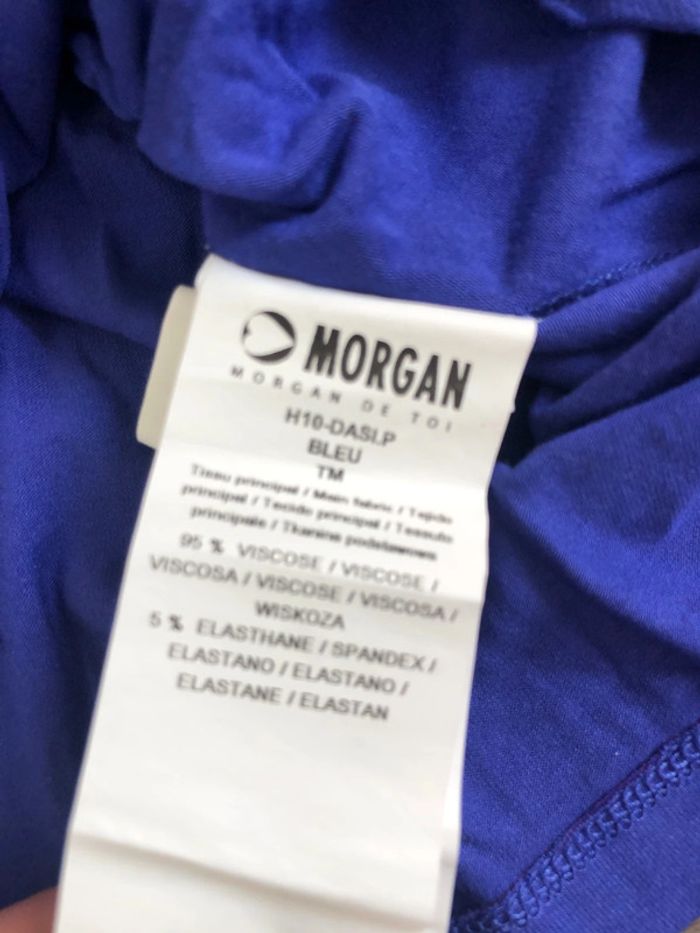 MORGAN
MORGAN DE TOI
H10-DASI.P
BLEU
TM
Tissu principal / Main fabric / Tejido
principal / Tecido principal / Tessuto
principale / Tkanina podstawowa
95 % VISCOSE / VISCOSE /
VISCOSA / VISCOSE / VISCOSA /
WISKOZA
5 % ELASTHANE / SPANDEX /
ELASTANO / ELASTANO /
ELASTANE / ELASTAN